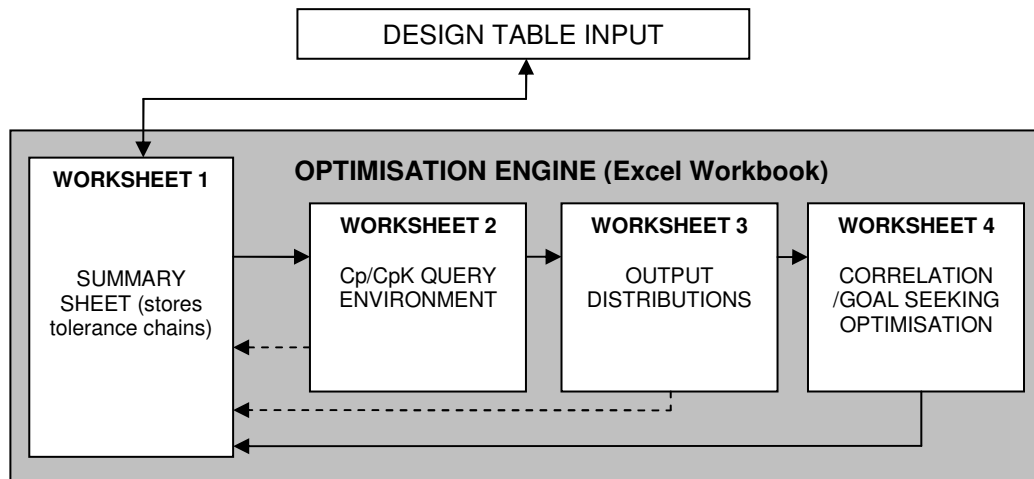 DESIGN TABLE INPUT
OPTIMISATION ENGINE (Excel Workbook)
WORKSHEET 1
SUMMARY
SHEET (stores
tolerance chains)
WORKSHEET 2
Cp/CpK QUERY
ENVIRONMENT
WORKSHEET 3
OUTPUT
DISTRIBUTIONS
WORKSHEET 4
CORRELATION
/GOAL SEEKING
OPTIMISATION